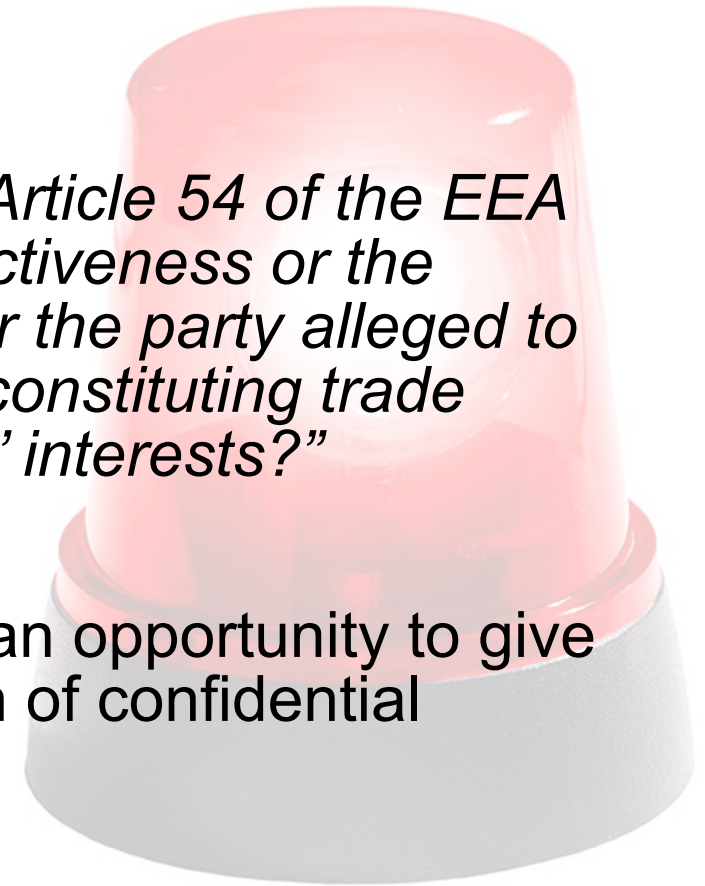 Article 54 of the EEA
ctiveness or the
r the party alleged to
constituting trade
’ interests?”
an opportunity to give
n of confidential